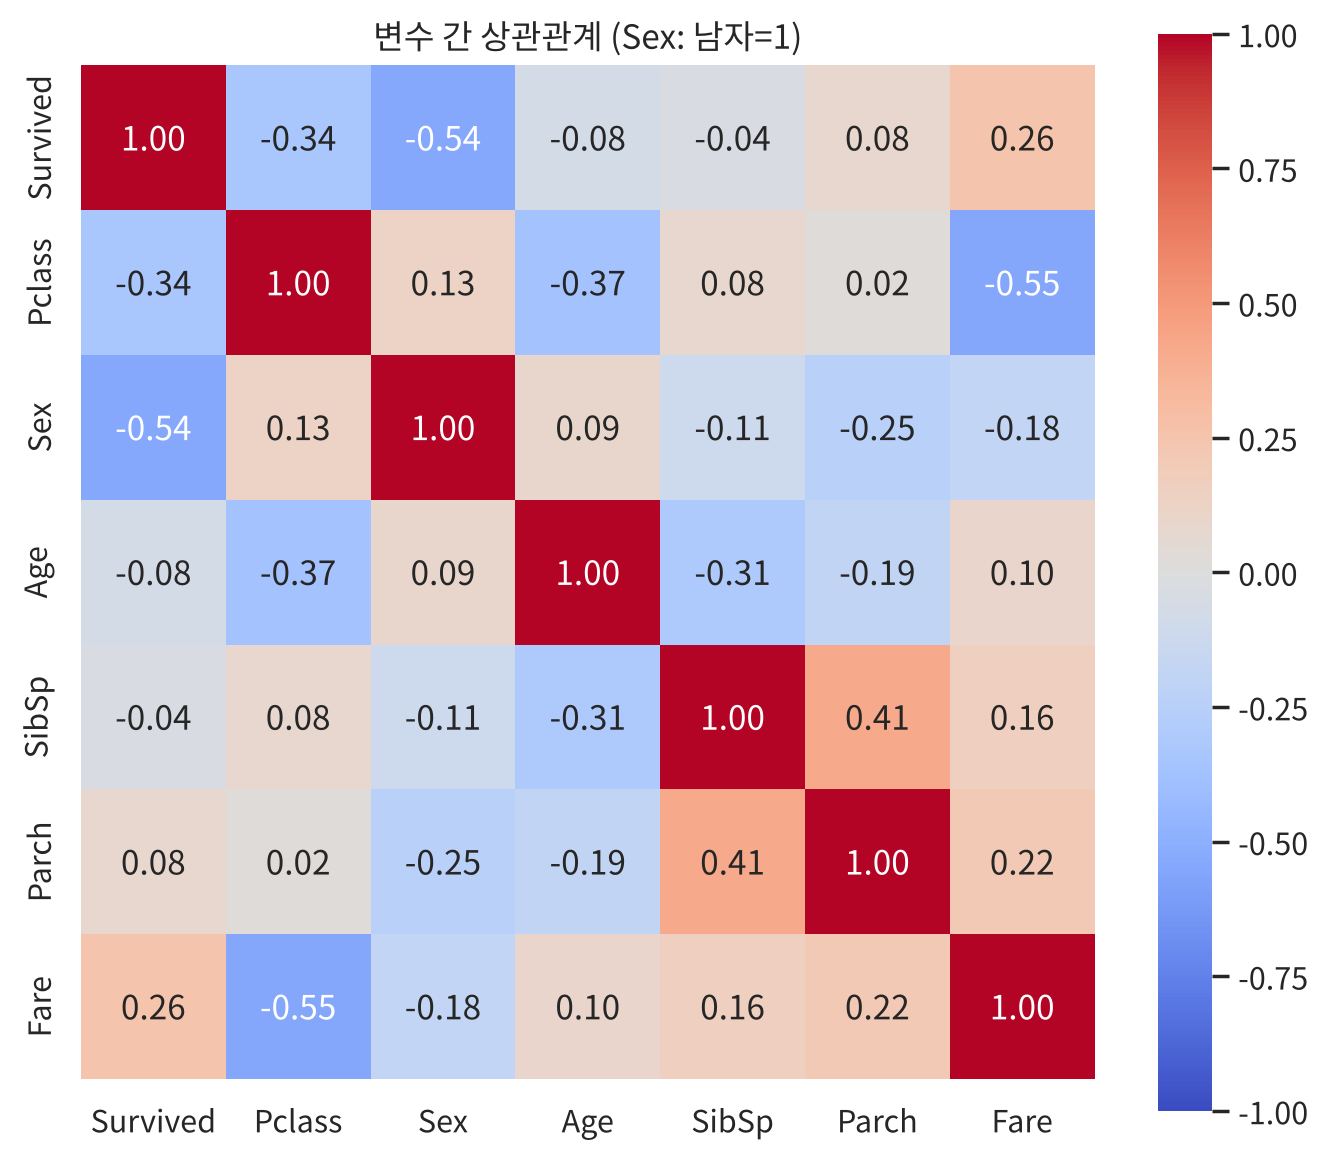 변수 간 상관관계 (Sex: 남자=1)
Survived 1.00 -0.34 -0.54 -0.08 -0.04 0.08 0.26
Pclass -0.34 1.00 0.13 -0.37 0.08 0.02 -0.55
Sex -0.54 0.13 1.00 0.09 -0.11 -0.25 -0.18
Age -0.08 -0.37 0.09 1.00 -0.31 -0.19 0.10
SibSp -0.04 0.08 -0.11 -0.31 1.00 0.41 0.16
Parch 0.08 0.02 -0.25 -0.19 0.41 1.00 0.22
Fare 0.26 -0.55 -0.18 0.10 0.16 0.22 1.00
Survived Pclass Sex Age SibSp Parch Fare
1.00
0.75
0.50
0.25
0.00
-0.25
-0.50
-0.75
-1.00